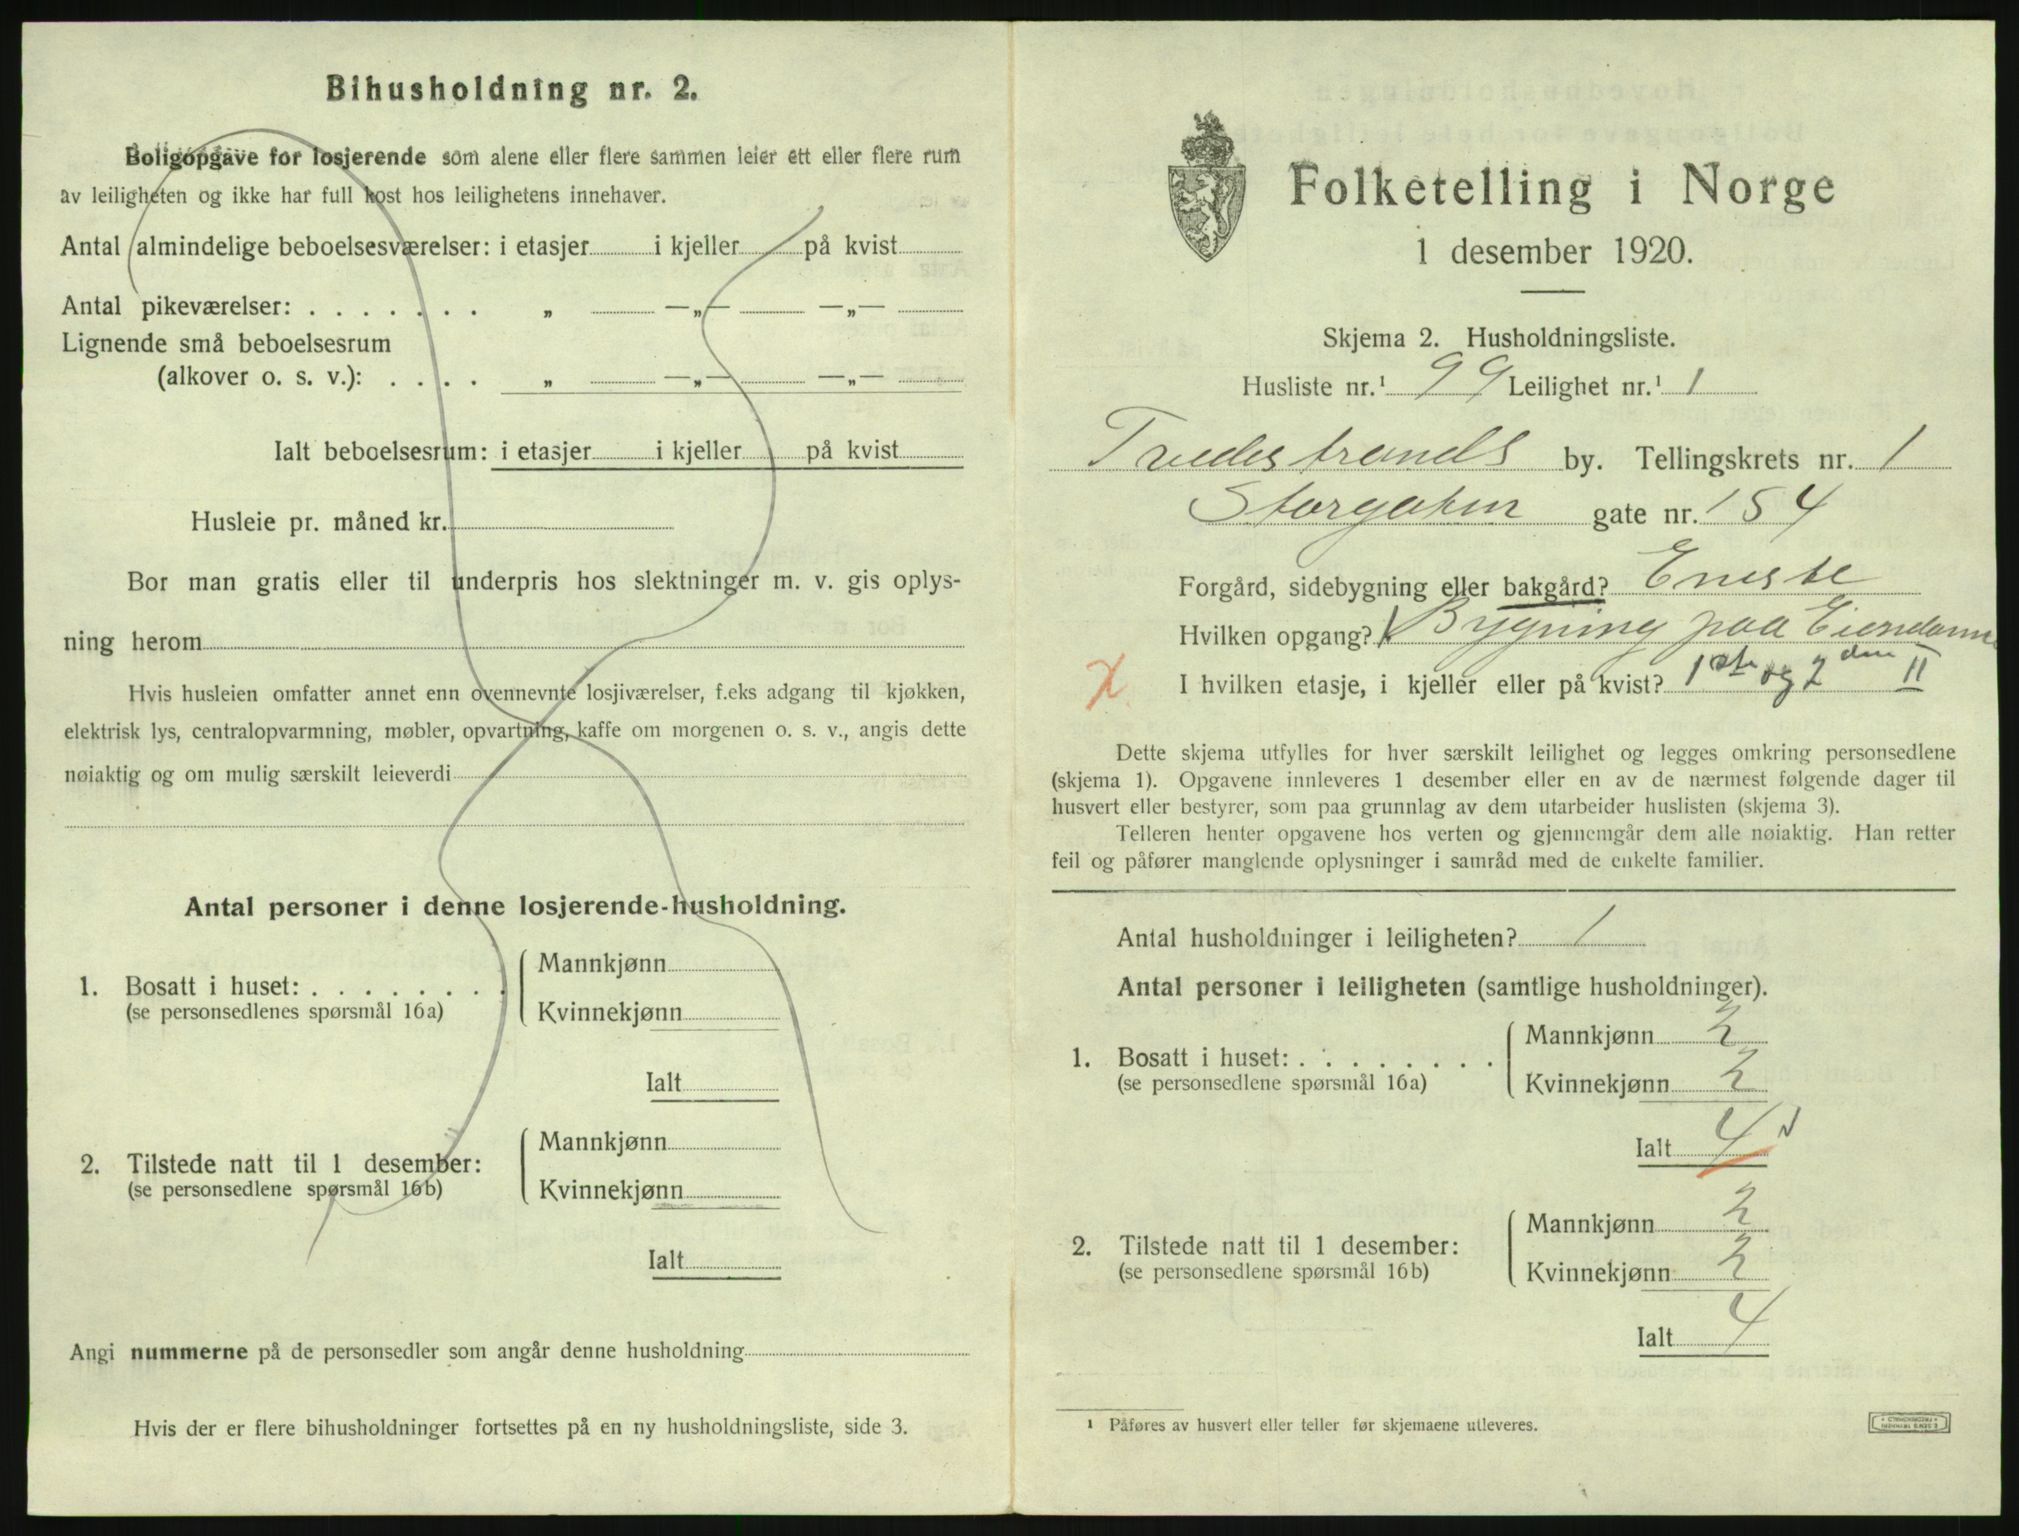 Bihusholdning nr. 2.
Boligopgave for losjerende som alene eller flere sammen leier ett eller flere rum
av leiligheten og ikke har full kost hos leilighetens innehaver.
Antal almindelige beboelsesværelser: i etasjer i kjeller på kvist
Antal pikeværelser: . . . . . . . „ —„— —„—
Lignende små beboelsesrum
(alkover o. s. v.): . . . . „ —„— —„—
Ialt beboelsesrum: i etasjer i kjeller på kvist
Husleie pr. måned kr.
Bor man gratis eller til underpris hos slektninger m. v. gis oplys-
ning herom
Hvis husleien omfatter annet enn ovennevnte losjiværelser, f.eks adgang til kjøkken,
elektrisk lys, centralopvarmning, møbler, opvartning, kaffe om morgenen o. s. v., angis dette
nøiaktig og om mulig særskilt leieverdi
Antal personer i denne losjerende-husholdning.
Mannkjønn
1. Bosatt i huset: . . . . . . . .
(se personsedlenes spørsmål 16a)
Kvinnekjønn
Ialt
Mannkjønn
2. Tilstede natt til 1 desember:
(se personsedlene spørsmål 16b)
Kvinnekjønn
Ialt
Angi nummerne på de personsedler som angår denne husholdning
Hvis der er flere bihusholdninger fortsettes på en ny husholdningsliste, side 3.
Folketelling i Norge
1 desember 1920.
Skjema 2. Husholdningsliste.
Husliste nr.¹ 99 Leilighet nr.¹ 1
Tvedestrands by. Tellingskrets nr. 1
Storgaten gate nr. 154
Forgård, sidebygning eller bakgård? Eneste
Hvilken opgang? Bygning paa Eiendommen
X I hvilken etasje, i kjeller eller på kvist? 1ste og 2den II
Dette skjema utfylles for hver særskilt leilighet og legges omkring personsedlene
(skjema 1). Opgavene innleveres 1 desember eller en av de nærmest følgende dager til
husvert eller bestyrer, som paa grunnlag av dem utarbeider huslisten (skjema 3).
Telleren henter opgavene hos verten og gjennemgår dem alle nøiaktig. Han retter
feil og påfører manglende oplysninger i samråd med de enkelte familier.
Antal husholdninger i leiligheten? 1
Antal personer i leiligheten (samtlige husholdninger).
Mannkjønn 2
1. Bosatt i huset: . . . . . . . .
(se personsedlene spørsmål 16a)
Kvinnekjønn 2
Ialt 4
Mannkjønn 2
2. Tilstede natt til 1 desember:
(se personsedlene spørsmål 16b)
Kvinnekjønn 2
Ialt 4
¹ Påføres av husvert eller teller før skjemaene utleveres.